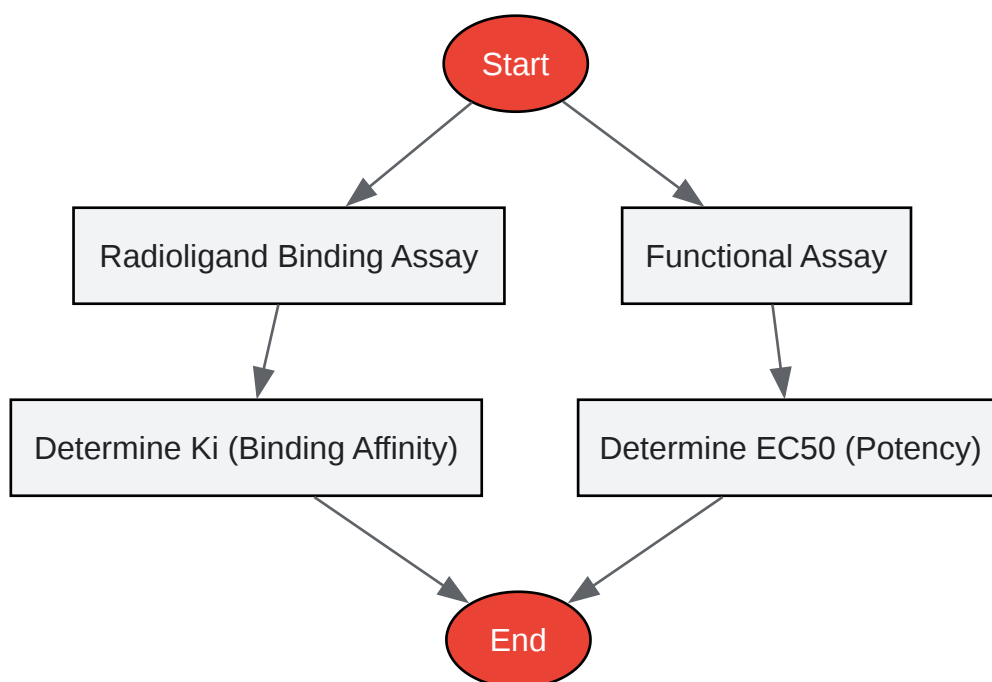 Start
Radioligand Binding Assay
Functional Assay
Determine Ki (Binding Affinity)
Determine EC50 (Potency)
End